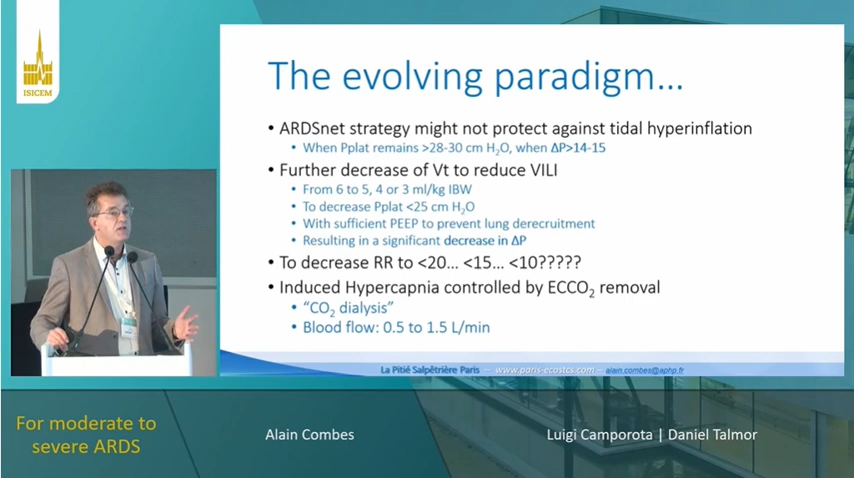 ISICEM
The evolving paradigm...
• ARDSnet strategy might not protect against tidal hyperinflation
• When Pplat remains >28-30 cm H₂O, when ΔP>14-15
• Further decrease of Vt to reduce VILI
• From 6 to 5, 4 or 3 ml/kg IBW
• To decrease Pplat <25 cm H₂O
• With sufficient PEEP to prevent lung derecruitment
• Resulting in a significant decrease in ΔP
• To decrease RR to <20... <15... <10?????
• Induced Hypercapnia controlled by ECCO₂ removal
• “CO₂ dialysis”
• Blood flow: 0.5 to 1.5 L/min
La Pitié Salpêtrière Paris – www.paris-ecostcs.com – alain.combes@aphp.fr
For moderate to
severe ARDS
Alain Combes
Luigi Camporota | Daniel Talmor